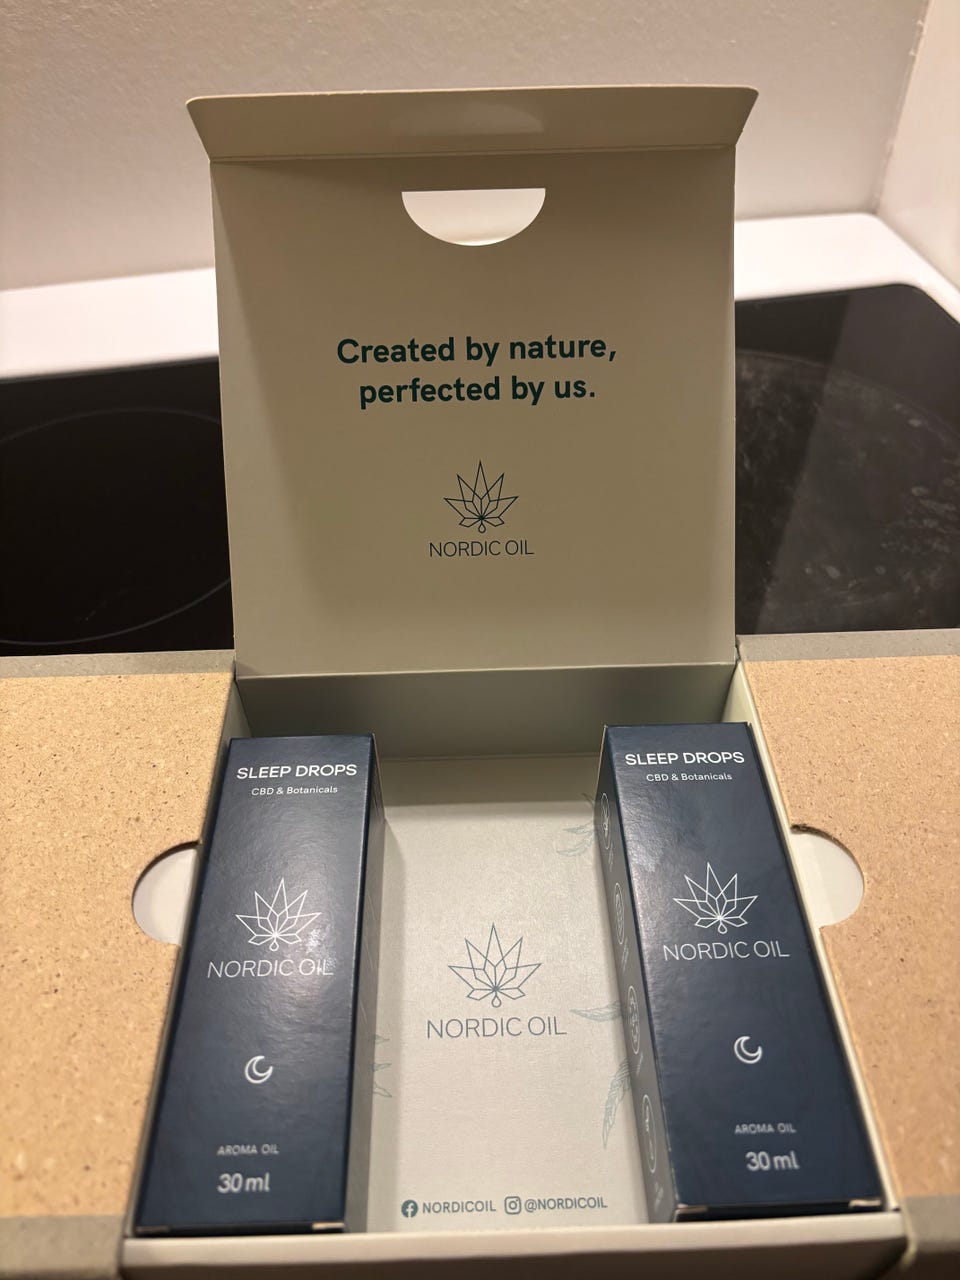 Created by nature,
perfected by us.
NORDIC OIL
SLEEP DROPS
CBD & Botanicals
NORDIC OIL
AROMA OIL
30 ml
NORDIC OIL
NORDICOIL @NORDICOIL
SLEEP DROPS
CBD & Botanicals
NORDIC OIL
AROMA OIL
30 ml